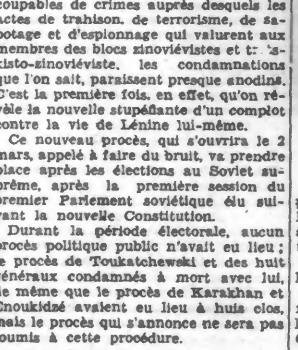 coupables de crimes auprès desquels les
actes de trahison, de terrorisme, de sa-
botage et d'espionnage qui valurent aux
membres des blocs zinoviévistes et
kisto-zinoviéviste, les condamnations
que l'on sait, paraissent presque anodins.
C'est la première fois, en effet, qu'on ré-
vèle la nouvelle stupéfiante d'un complot
contre la vie de Lénine lui-même.
Ce nouveau procès, qui s'ouvrira le 2
mars, appelé à faire du bruit, va prendre
place après les élections au Soviet su-
prême, après la première session du
premier Parlement soviétique élu sui-
vant la nouvelle Constitution.
Durant la période électorale, aucun
procès politique public n'avait eu lieu ;
le procès de Toukatchewski et des huit
généraux condamnés à mort avec lui,
de même que le procès de Karakhan et
Enoukidzé avaient eu lieu à huis clos,
mais le procès qui s'annonce ne sera pas
soumis à cette procédure.